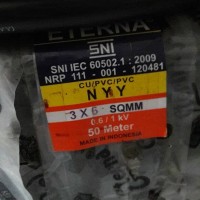 ETERNA
SNI
SNI IEC 60502.1 : 2009
NRP 111 - 001 - 120481
CU/PVC/PVC
NYY
3 X 6 SQMM
0.6 / 1 kV
50 Meter
MADE IN INDONESIA